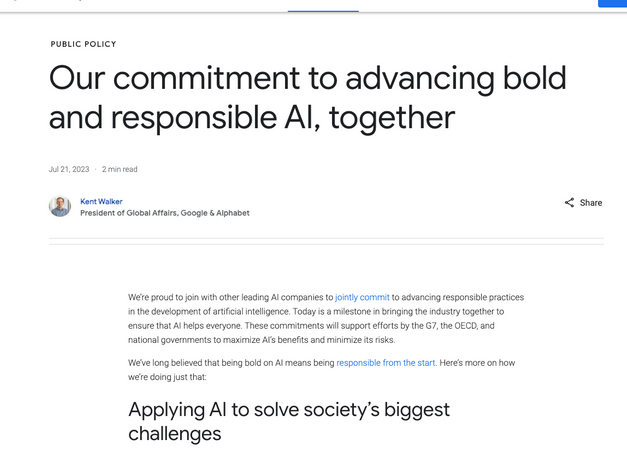 PUBLIC POLICY
Our commitment to advancing bold
and responsible AI, together
Jul 21, 2023 · 2 min read
Kent Walker
President of Global Affairs, Google & Alphabet
Share
We're proud to join with other leading AI companies to jointly commit to advancing responsible practices
in the development of artificial intelligence. Today is a milestone in bringing the industry together to
ensure that AI helps everyone. These commitments will support efforts by the G7, the OECD, and
national governments to maximize AI's benefits and minimize its risks.
We've long believed that being bold on AI means being responsible from the start. Here's more on how
we're doing just that:
Applying AI to solve society's biggest
challenges